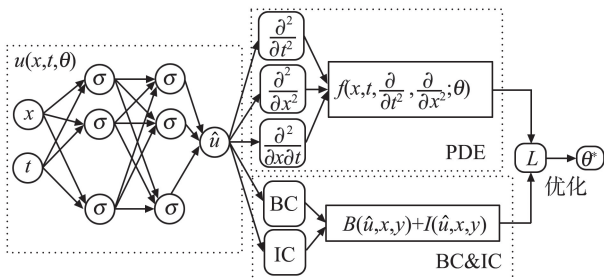 u(x,t,θ)
x
t
σ
σ
σ
σ
σ
σ
û
∂²/∂t²
∂²/∂x²
∂²/∂x∂t
f(x,t,∂/∂t²,∂/∂x²;θ)
PDE
BC
IC
B(û,x,y)+I(û,x,y)
BC&IC
L
θ*
优化